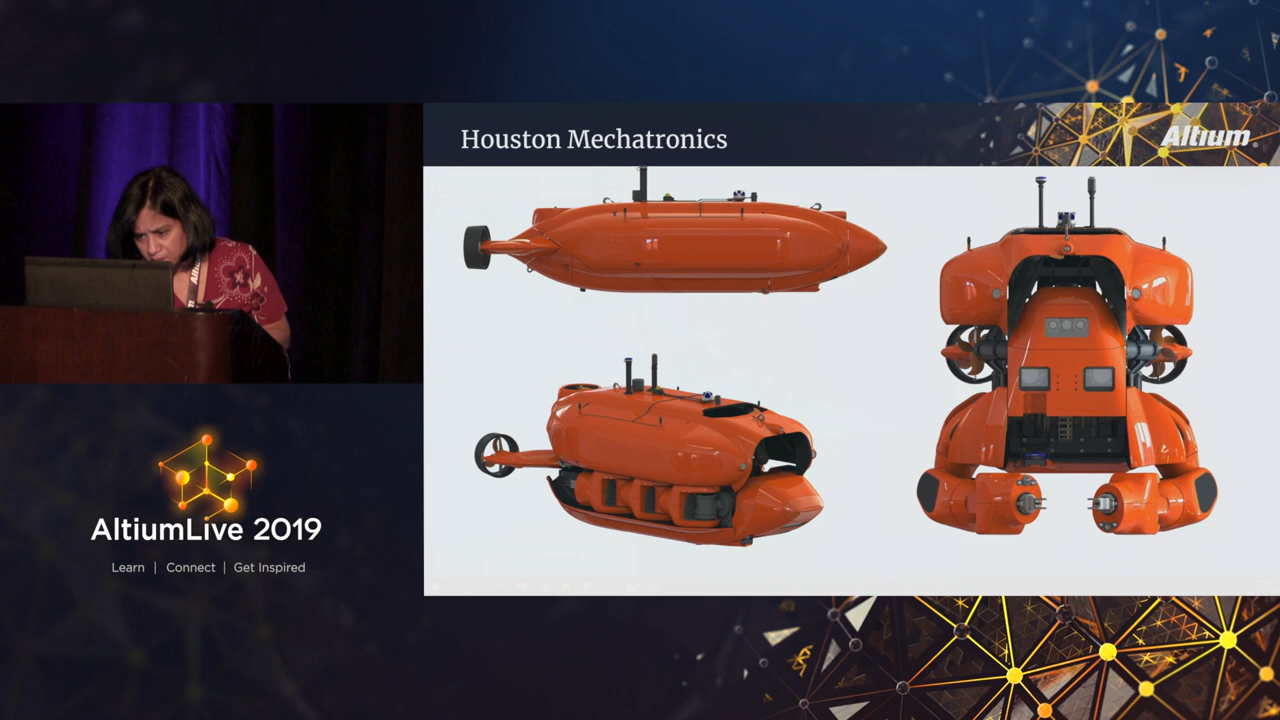 Houston Mechatronics
Altium
AltiumLive 2019
Learn | Connect | Get Inspired